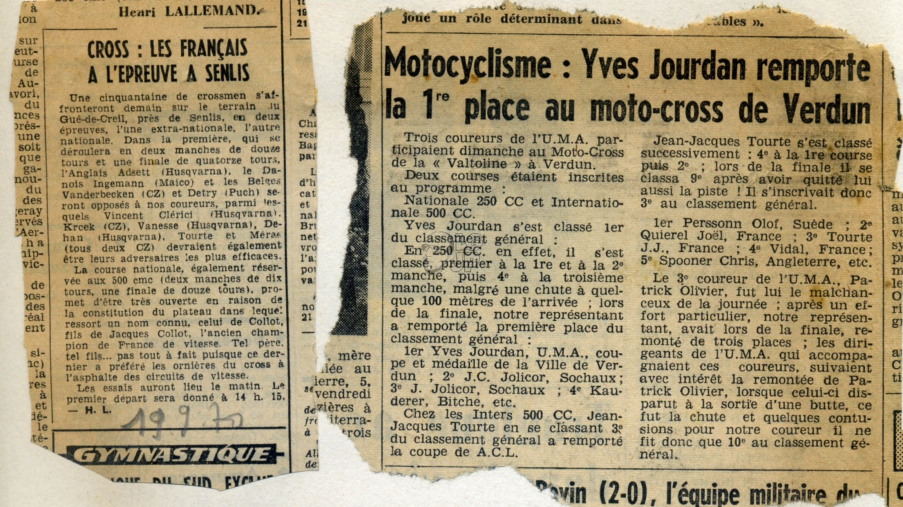 Henri LALLEMAND.
CROSS : LES FRANÇAIS
A L'EPREUVE A SENLIS
Une cinquantaine de crossmen s'af-
fronteront demain sur le terrain du
Gué-de-Creil, près de Senlis, en deux
épreuves, l'une extra-nationale, l'autre
nationale. Dans la première, qui se
déroulera en deux manches de douze
tours et une finale de quatorze tours,
l'Anglais Adsett (Husqvarna), le Da-
nois Ingemann (Maico) et les Belges
Vanderbecken (CZ) et Detry (Puch) se-
ront opposés à nos coureurs, parmi les-
quels Vincent Clérici (Husqvarna),
Krcek (CZ), Vanesse (Husqvarna), De-
han (Husqvarna). Tourte et Méras
(tous deux CZ) devraient également
être leurs adversaires les plus efficaces.
La course nationale, également réser-
vée aux 500 cmc (deux manches de dix
tours, une finale de douze tours), pro-
met d'être très ouverte en raison de
la constitution du plateau dans lequel
ressort un nom connu, celui de Collot,
fils de Jacques Collot, l'ancien cham-
pion de France de vitesse. Tel père,
tel fils... pas tout à fait puisque ce der-
nier a préféré les ornières du cross à
l'asphalte des circuits de vitesse.
Les essais auront lieu le matin. Le
premier départ sera donné à 14 h. 15.
— H. L.
GYMNASTIQUE
DU SUD
joue un rôle déterminant dans
Motocyclisme : Yves Jourdan remporte
la 1re place au moto-cross de Verdun
Trois coureurs de l'U.M.A. par-
ticipaient dimanche au Moto-Cross
de la « Valtoline » à Verdun.
Deux courses étaient inscrites
au programme :
Nationale 250 CC et Internatio-
nale 500 CC.
Yves Jourdan s'est classé 1er
du classement général :
En 250 CC. en effet, il s'est
classé, premier à la 1re et à la 2e
manche, puis 4e à la troisième
manche, malgré une chute à quel-
que 100 mètres de l'arrivée ; lors
de la finale, notre représentant
a remporté la première place du
classement général :
1er Yves Jourdan, U.M.A., cou-
pe et médaille de la Ville de Ver-
dun ; 2e J.C. Jolicor, Sochaux;
3e J. Jolicor, Sochaux ; 4e Kau-
derer, Bitche, etc.
Chez les Inters 500 CC, Jean-
Jacques Tourte en se classant 3e
du classement général a remporté
la coupe de A.C.L.
Jean-Jacques Tourte s'est classé
successivement : 4e à la 1re course
puis 2e ; lors de la finale il se
classa 9e après avoir quitté lui
aussi la piste ! Il s'inscrivait donc
3e au classement général.
1er Perssonn Olof, Suède ; 2e
Quierel Joël, France ; 3e Tourte
J.J., France ; 4e Vidal, France;
5e Spooner Chris, Angleterre, etc.
Le 3e coureur de l'U.M.A., Pa-
trick Olivier, fut lui le malchan-
ceux de la journée ; après un ef-
fort particulier, notre représen-
tant, avait lors de la finale, re-
monté de trois places ; les diri-
geants de l'U.M.A. qui accompa-
gnaient ces coureurs, suivaient
avec intérêt la remontée de Pa-
trick Olivier, lorsque celui-ci dis-
parut à la sortie d'une butte, ce
fut la chute et quelques contu-
sions pour notre coureur il ne
fit donc que 10e au classement gé-
néral.
(2-0), l'équipe militaire du